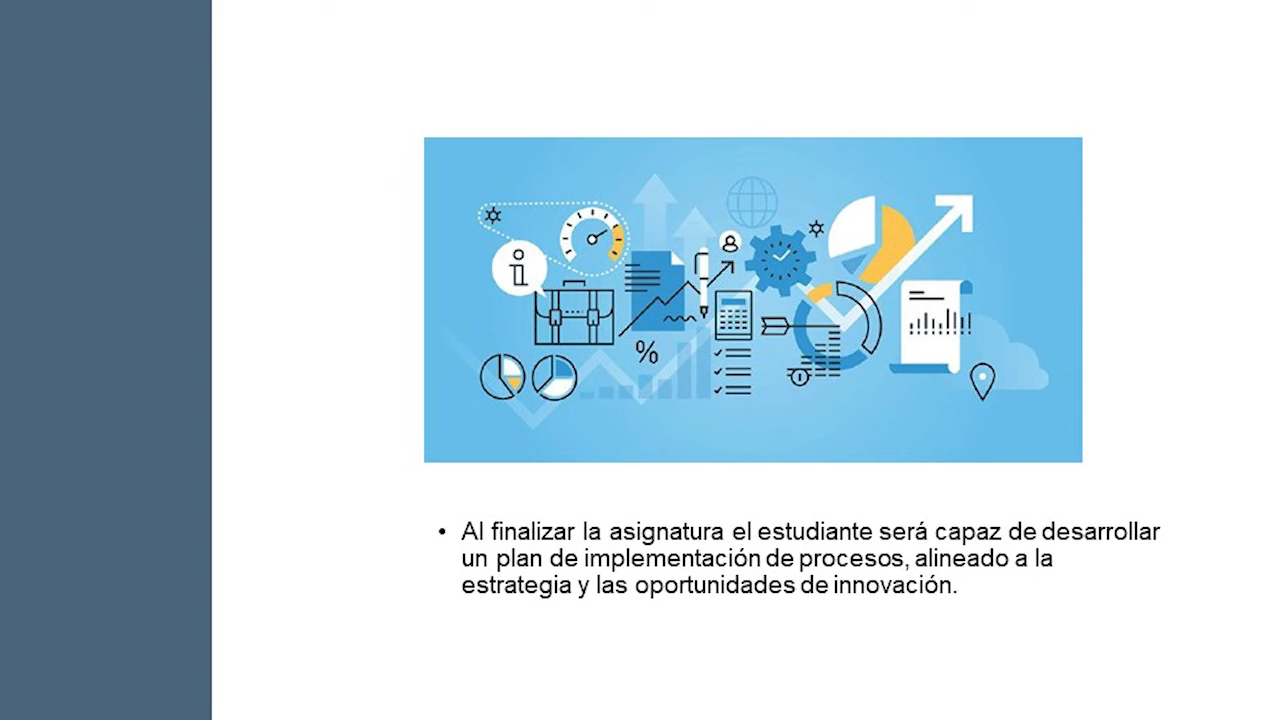 %
• Al finalizar la asignatura el estudiante será capaz de desarrollar
un plan de implementación de procesos, alineado a la
estrategia y las oportunidades de innovación.